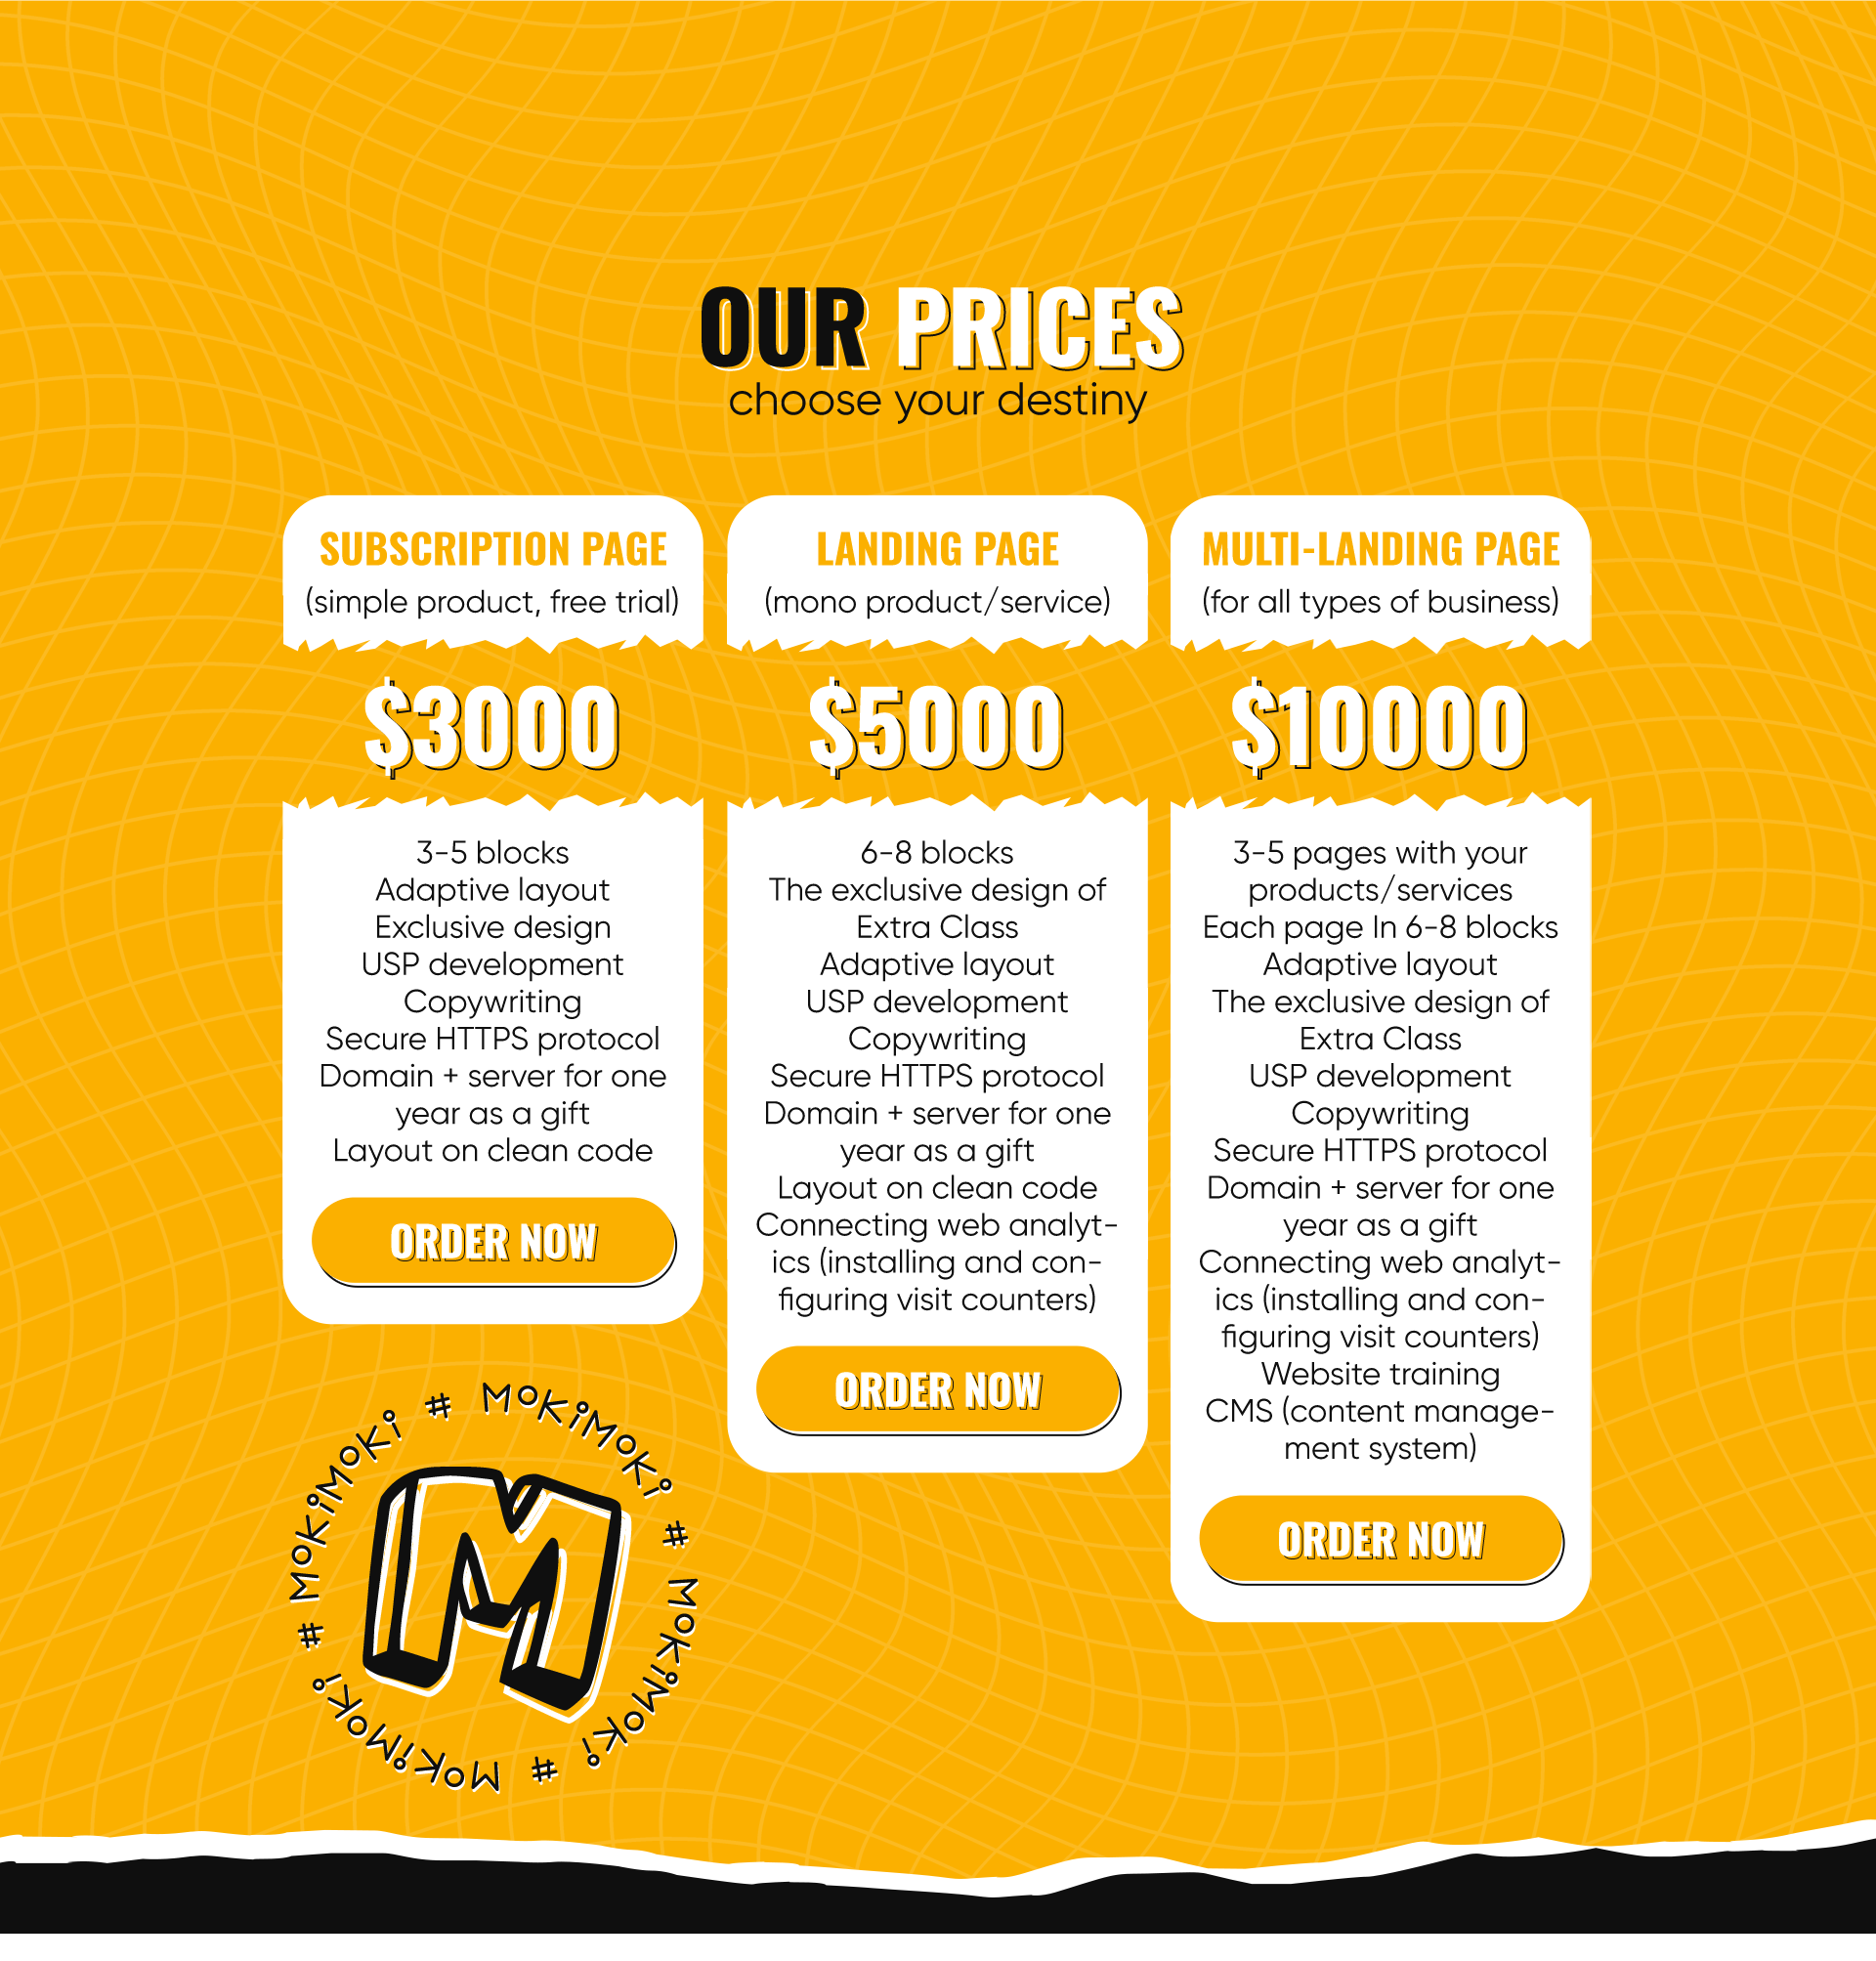 OUR PRICES
choose your destiny
SUBSCRIPTION PAGE
(simple product, free trial)
$3000
3-5 blocks
Adaptive layout
Exclusive design
USP development
Copywriting
Secure HTTPS protocol
Domain + server for one
year as a gift
Layout on clean code
ORDER NOW
LANDING PAGE
(mono product/service)
$5000
6-8 blocks
The exclusive design of
Extra Class
Adaptive layout
USP development
Copywriting
Secure HTTPS protocol
Domain + server for one
year as a gift
Layout on clean code
Connecting web analyt-
ics (installing and con-
figuring visit counters)
ORDER NOW
MULTI-LANDING PAGE
(for all types of business)
$10000
3-5 pages with your
products/services
Each page In 6-8 blocks
Adaptive layout
The exclusive design of
Extra Class
USP development
Copywriting
Secure HTTPS protocol
Domain + server for one
year as a gift
Connecting web analyt-
ics (installing and con-
figuring visit counters)
Website training
CMS (content manage-
ment system)
ORDER NOW
MOKiMOKi # MOKiMOKi # MOKiMOKi # MOKiMOKi #
M